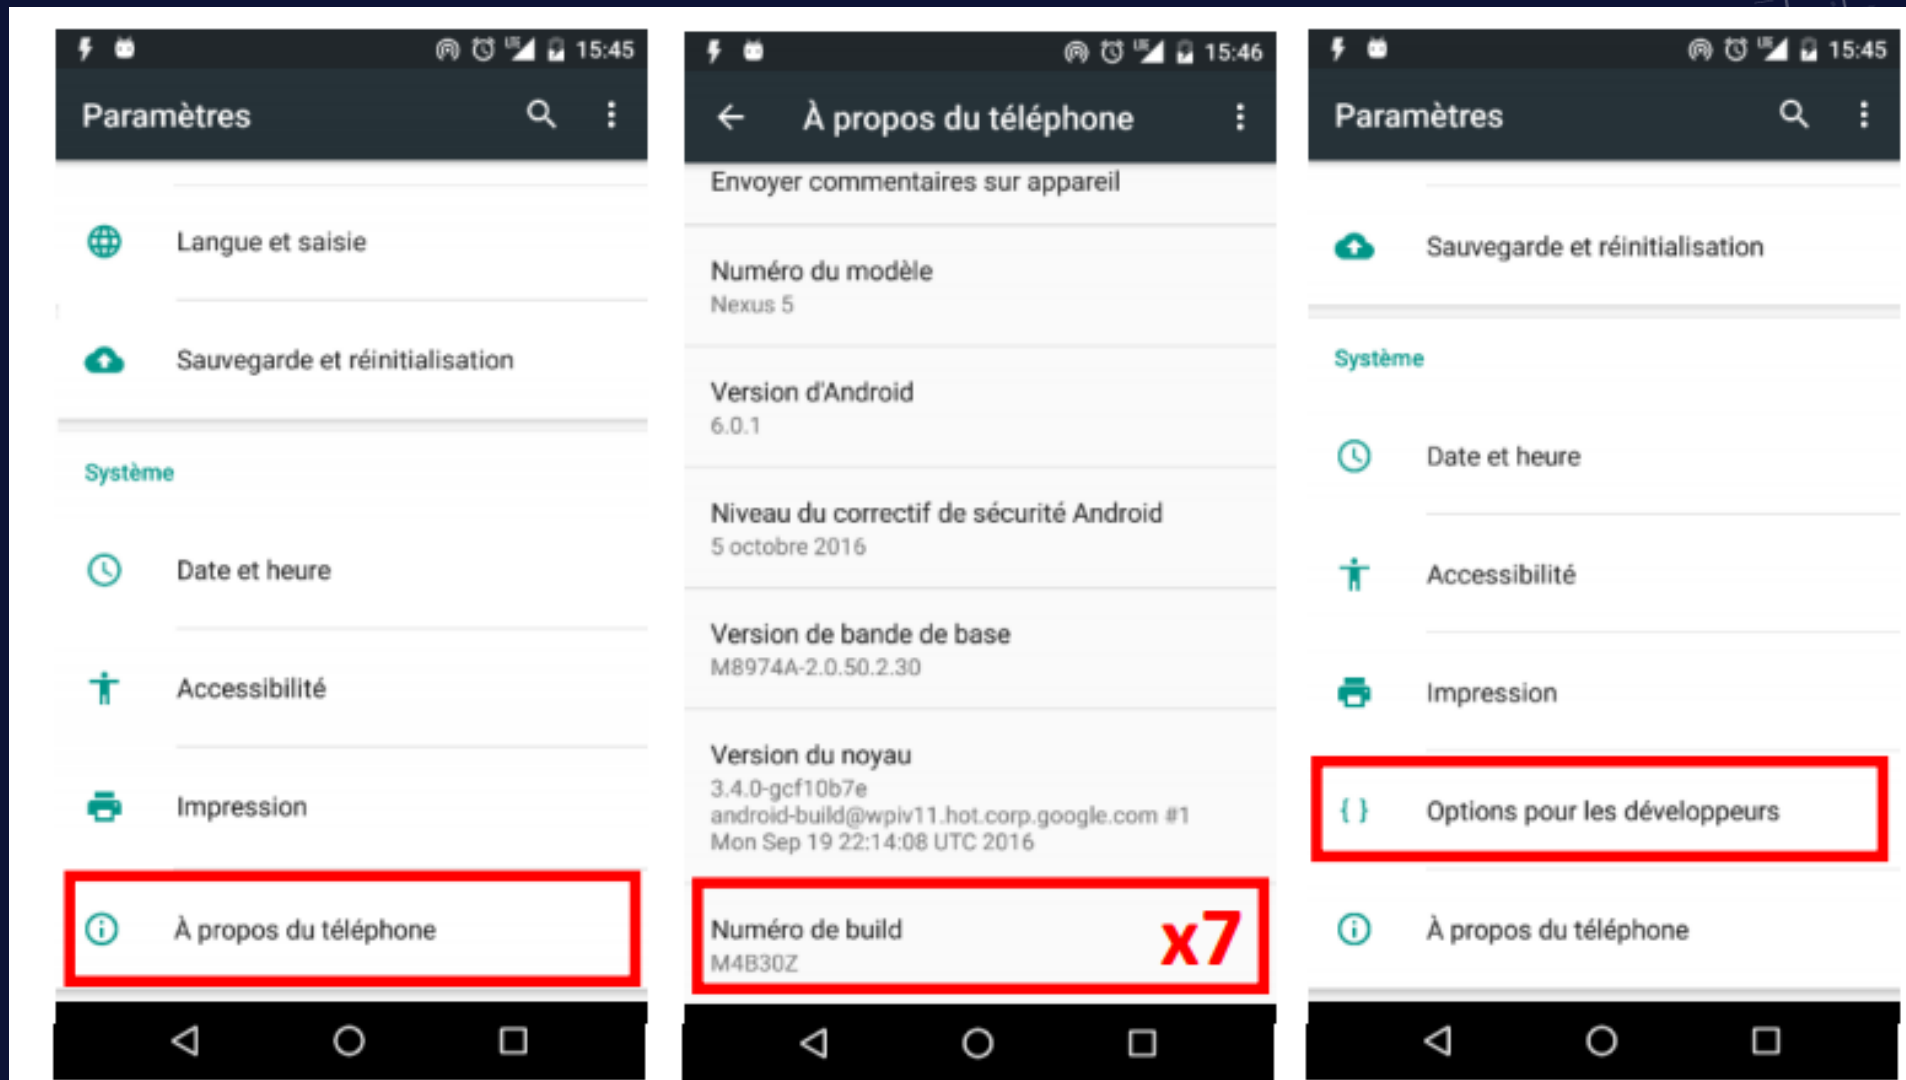 15:45
Paramètres
Langue et saisie
Sauvegarde et réinitialisation
Système
Date et heure
Accessibilité
Impression
À propos du téléphone
15:46
À propos du téléphone
Envoyer commentaires sur appareil
Numéro du modèle
Nexus 5
Version d'Android
6.0.1
Niveau du correctif de sécurité Android
5 octobre 2016
Version de bande de base
M8974A-2.0.50.2.30
Version du noyau
3.4.0-gcf10b7e
android-build@wpiv11.hot.corp.google.com #1
Mon Sep 19 22:14:08 UTC 2016
Numéro de build
x7
M4B30Z
15:45
Paramètres
Sauvegarde et réinitialisation
Système
Date et heure
Accessibilité
Impression
{ } Options pour les développeurs
À propos du téléphone